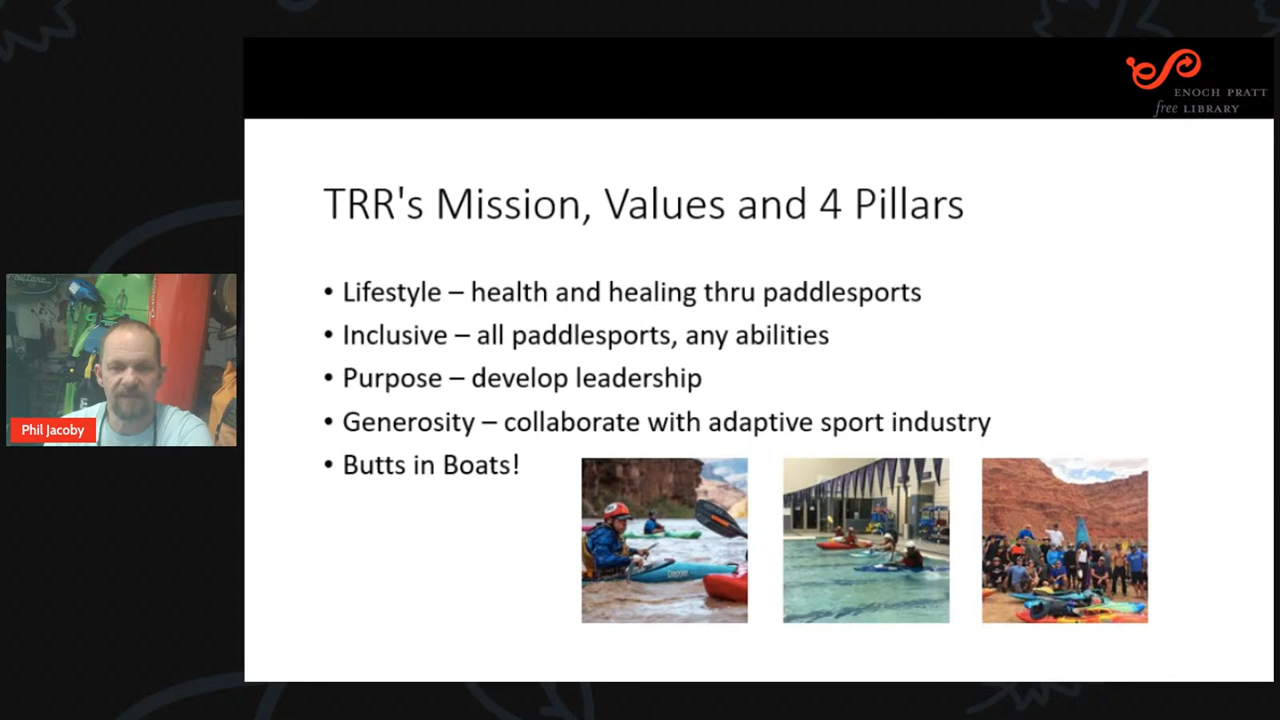 ENOCH PRATT
free LIBRARY
TRR's Mission, Values and 4 Pillars
• Lifestyle – health and healing thru paddlesports
• Inclusive – all paddlesports, any abilities
• Purpose – develop leadership
• Generosity – collaborate with adaptive sport industry
• Butts in Boats!
Phil Jacoby